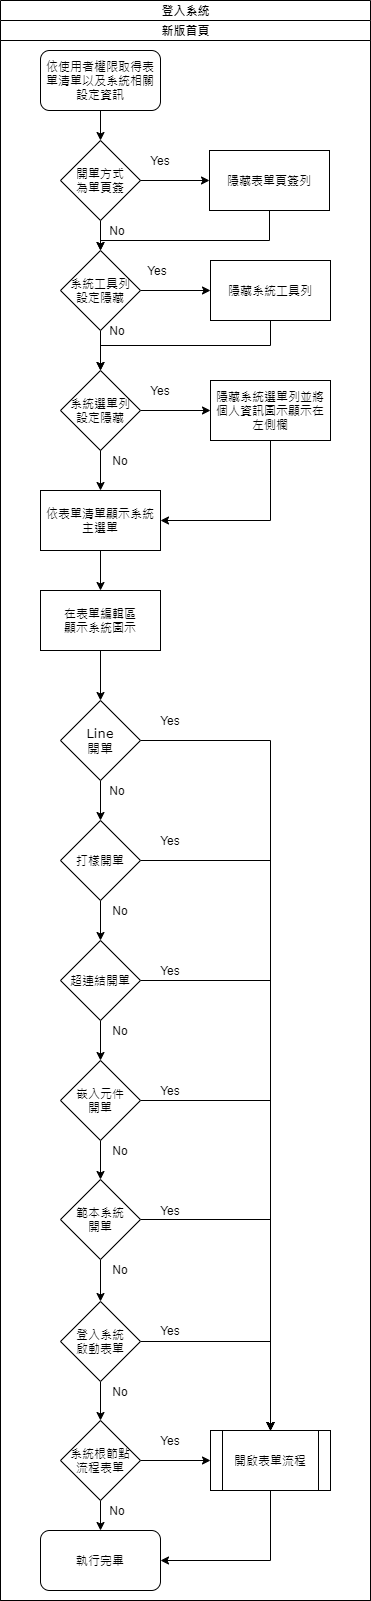 登入系統
新版首頁
依使用者權限取得表
單清單以及系統相關
設定資訊
開單方式
為單頁簽
Yes
隱藏表單頁簽列
No
系統工具列
設定隱藏
Yes
隱藏系統工具列
No
系統選單列
設定隱藏
Yes
隱藏系統選單列並將
個人資訊圖示顯示在
左側欄
No
依表單清單顯示系統
主選單
在表單編輯區
顯示系統圖示
Line
開單
Yes
No
打樣開單
Yes
No
超連結開單
Yes
No
嵌入元件
開單
Yes
No
範本系統
開單
Yes
No
登入系統
啟動表單
Yes
No
系統根節點
流程表單
Yes
開啟表單流程
No
執行完畢